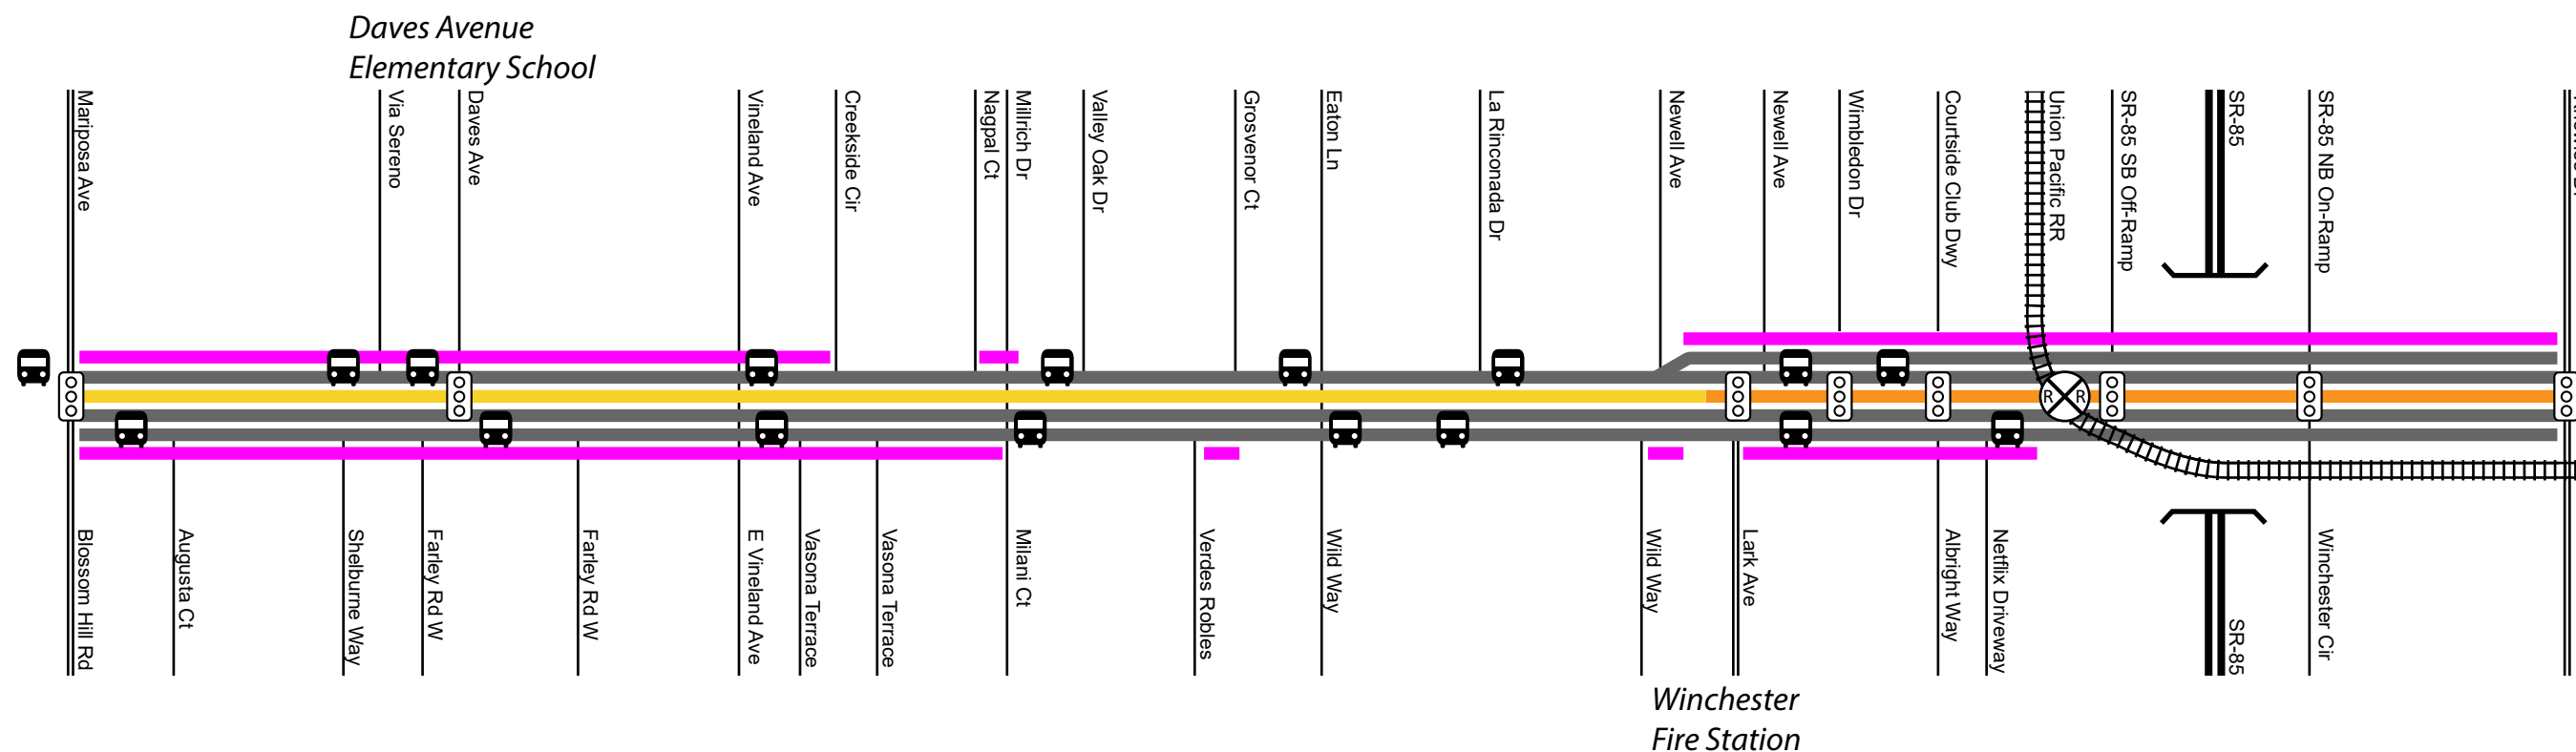 Daves Avenue
Elementary School
Mariposa Ave
Via Sereno
Daves Ave
Vineland Ave
Creekside Cir
Nagpal Ct
Millrich Dr
Valley Oak Dr
Grosvenor Ct
Eaton Ln
La Rinconada Dr
Newell Ave
Newell Ave
Wimbledon Dr
Courtside Club Dwy
Union Pacific RR
SR-85 SB Off-Ramp
SR-85
SR-85 NB On-Ramp
R R
Blossom Hill Rd
Augusta Ct
Shelburne Way
Farley Rd W
Farley Rd W
E Vineland Ave
Vasona Terrace
Vasona Terrace
Milani Ct
Verdes Robles
Wild Way
Wild Way
Lark Ave
Albright Way
Netflix Driveway
SR-85
Winchester Cir
Winchester
Fire Station